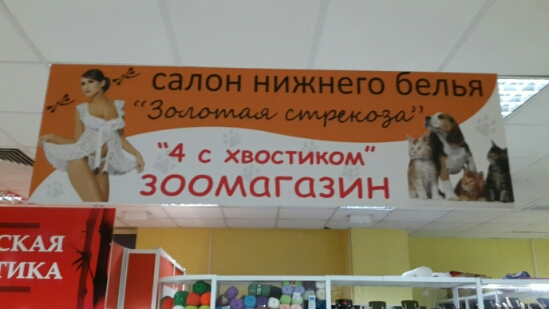 салон нижнего белья
"Золотая стрекоза"
"4 с хвостиком"
зоомагазин
СКАЯ
ТИКА